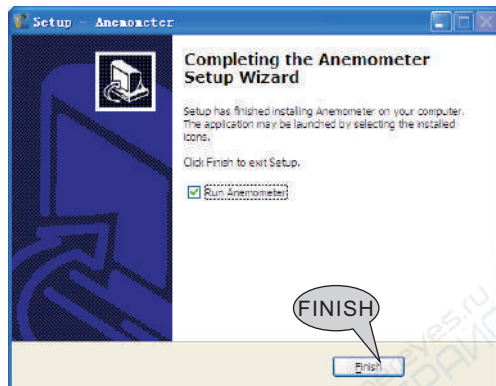 Setup - Anemometer
Completing the Anemometer
Setup Wizard
Setup has finished installing Anemometer on your computer.
The application may be launched by selecting the installed
icons.
Click Finish to exit Setup.
Run Anemometer
FINISH
Finish